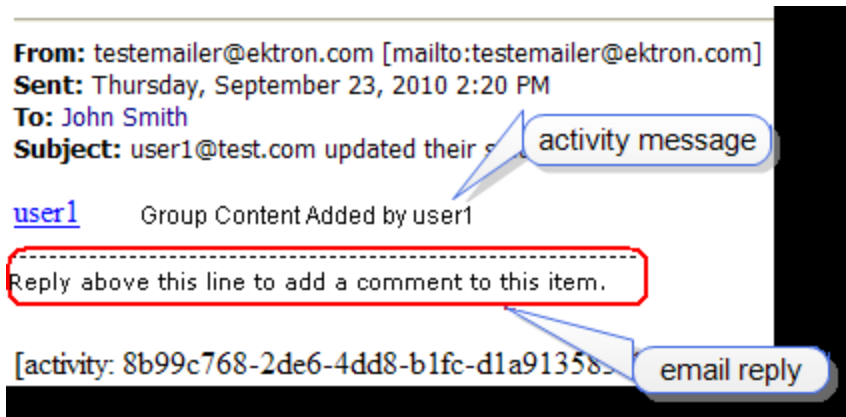 From: testemailer@ektron.com [mailto:testemailer@ektron.com]
Sent: Thursday, September 23, 2010 2:20 PM
To: John Smith
Subject: user1@test.com updated their
activity message
user1 Group Content Added by user1
Reply above this line to add a comment to this item.
[activity: 8b99c768-2de6-4dd8-b1fc-d1a91358
email reply